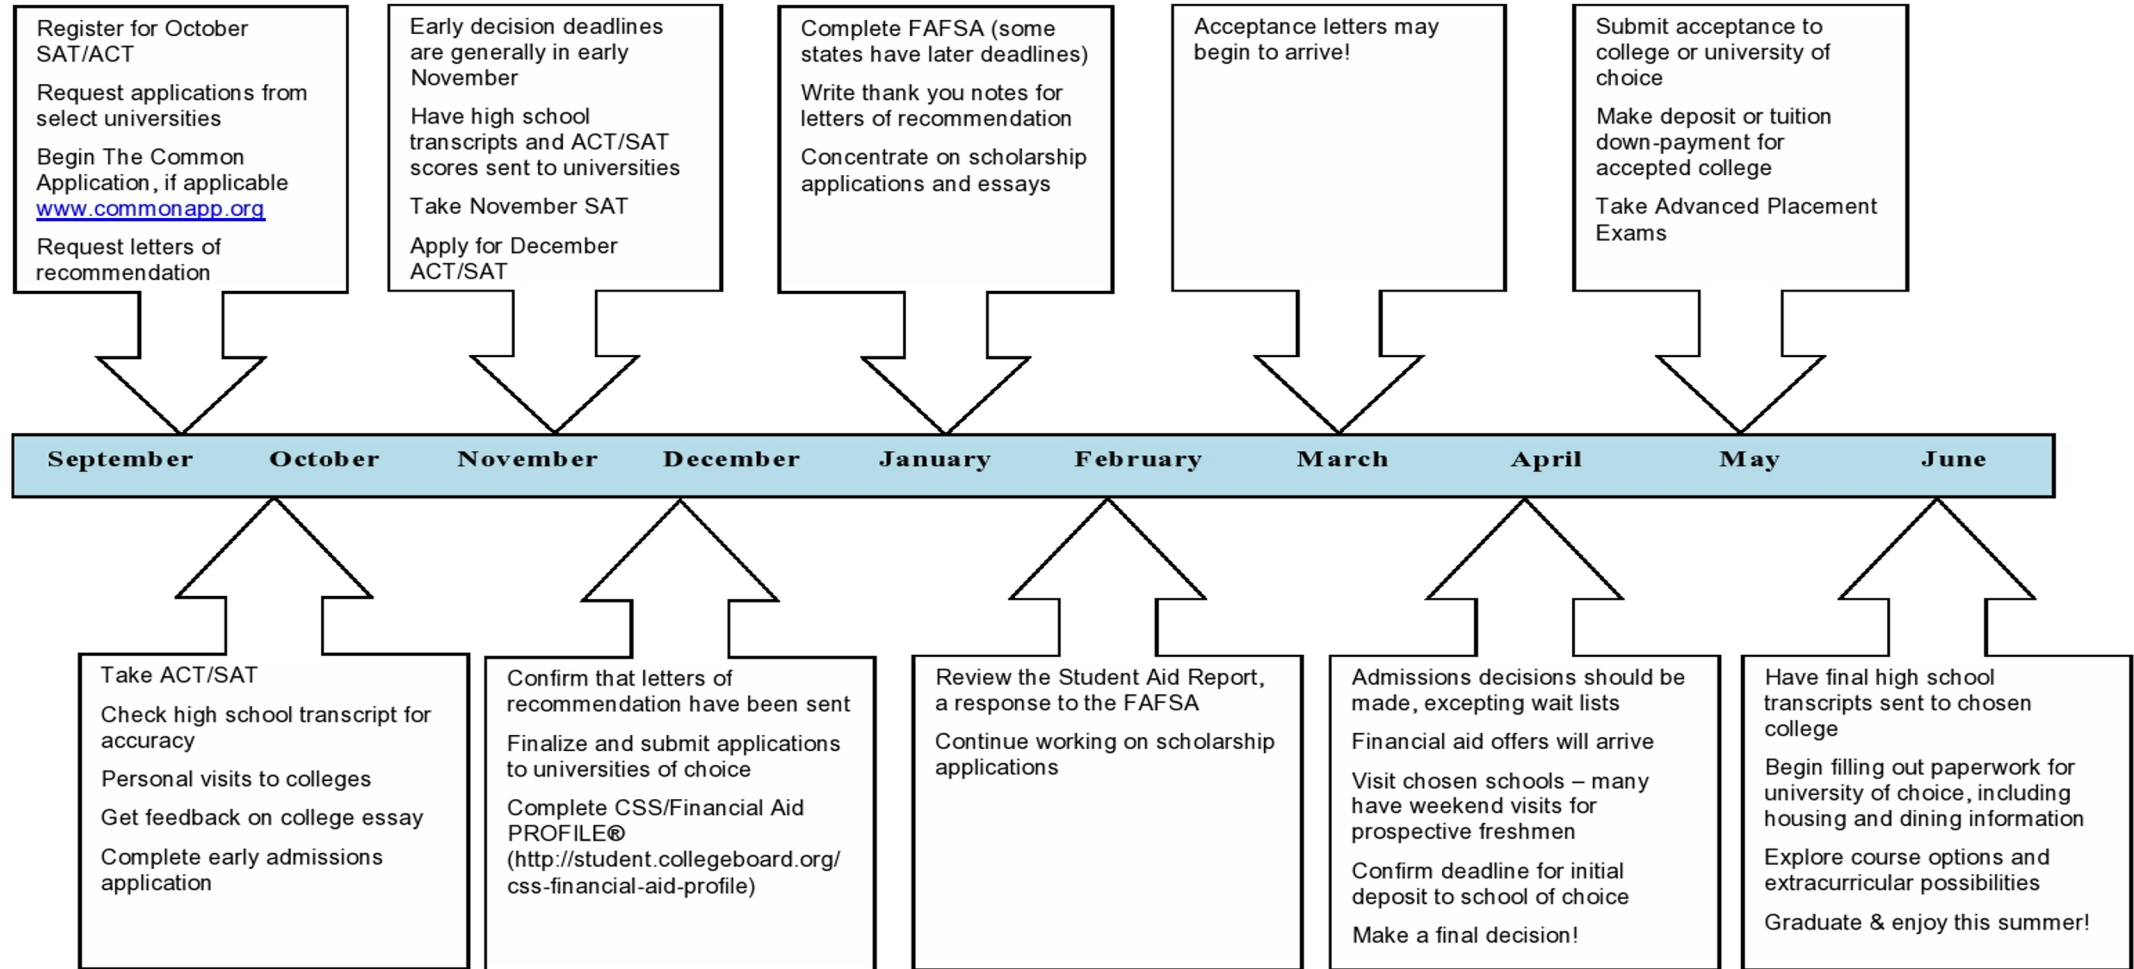 Register for October
SAT/ACT
Request applications from
select universities
Begin The Common
Application, if applicable
www.commonapp.org
Request letters of
recommendation
Early decision deadlines
are generally in early
November
Have high school
transcripts and ACT/SAT
scores sent to universities
Take November SAT
Apply for December
ACT/SAT
Complete FAFSA (some
states have later deadlines)
Write thank you notes for
letters of recommendation
Concentrate on scholarship
applications and essays
Acceptance letters may
begin to arrive!
Submit acceptance to
college or university of
choice
Make deposit or tuition
down-payment for
accepted college
Take Advanced Placement
Exams
September October November December January February March April May June
Take ACT/SAT
Check high school transcript for
accuracy
Personal visits to colleges
Get feedback on college essay
Complete early admissions
application
Confirm that letters of
recommendation have been sent
Finalize and submit applications
to universities of choice
Complete CSS/Financial Aid
PROFILE®
(http://student.collegeboard.org/
css-financial-aid-profile)
Review the Student Aid Report,
a response to the FAFSA
Continue working on scholarship
applications
Admissions decisions should be
made, excepting wait lists
Financial aid offers will arrive
Visit chosen schools – many
have weekend visits for
prospective freshmen
Confirm deadline for initial
deposit to school of choice
Make a final decision!
Have final high school
transcripts sent to chosen
college
Begin filling out paperwork for
university of choice, including
housing and dining information
Explore course options and
extracurricular possibilities
Graduate & enjoy this summer!